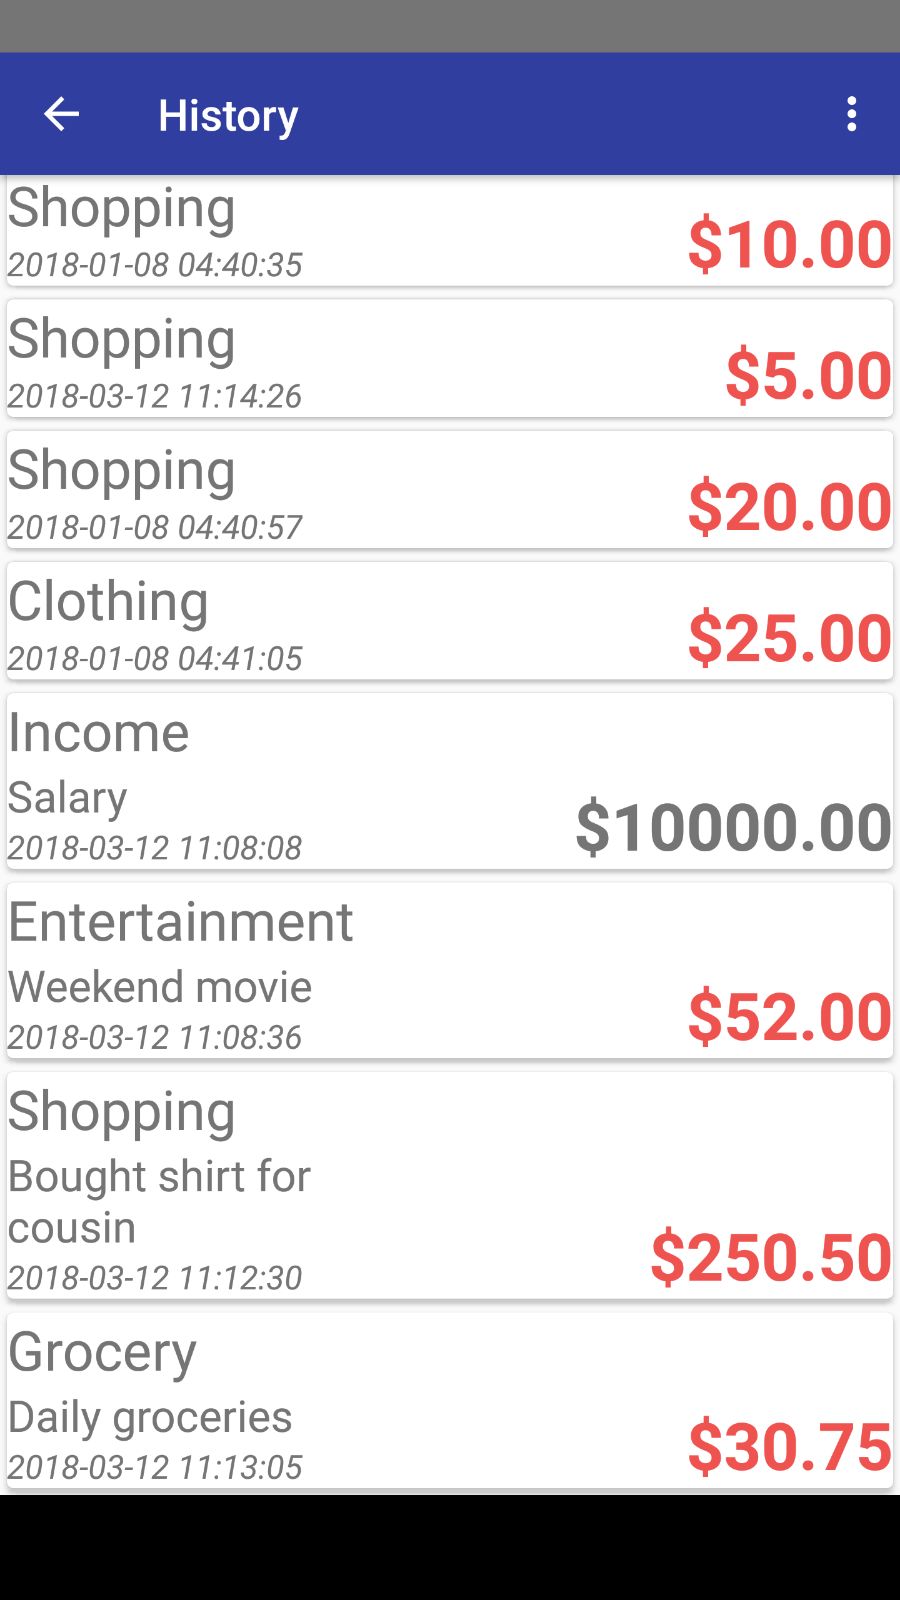 History
Shopping
$10.00
2018-01-08 04:40:35
Shopping
$5.00
2018-03-12 11:14:26
Shopping
$20.00
2018-01-08 04:40:57
Clothing
$25.00
2018-01-08 04:41:05
Income
Salary
$10000.00
2018-03-12 11:08:08
Entertainment
Weekend movie
$52.00
2018-03-12 11:08:36
Shopping
Bought shirt for
cousin
$250.50
2018-03-12 11:12:30
Grocery
Daily groceries
$30.75
2018-03-12 11:13:05